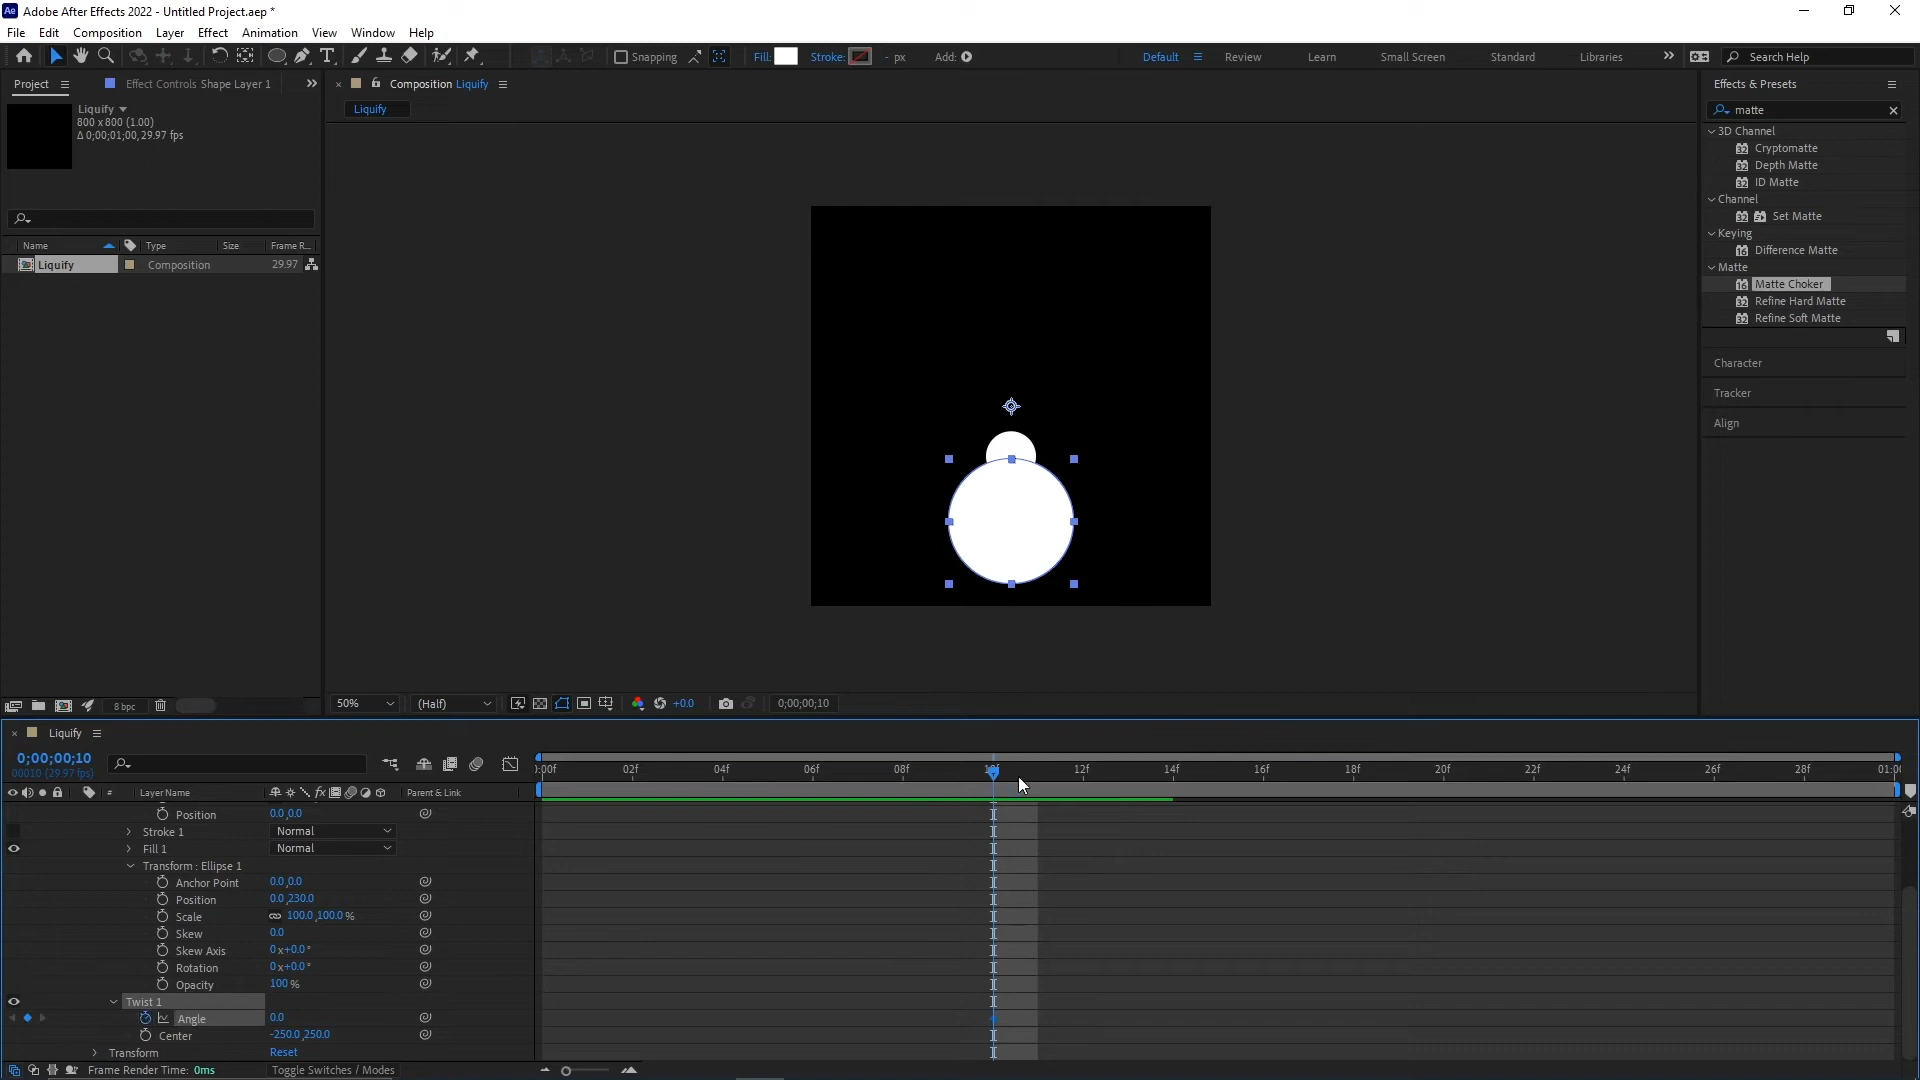 Ae Adobe After Effects 2022 - Untitled Project.aep *
File Edit Composition Layer Effect Animation View Window Help
Snapping Fill: Stroke: - px Add: Default Review Learn Small Screen Standard Libraries Search Help
Project Effect Controls Shape Layer 1
Composition Liquify
Effects & Presets
Liquify
800 x 800 (1.00)
Δ 0;00;01;00, 29.97 fps
Liquify
matte
3D Channel
Cryptomatte
Depth Matte
ID Matte
Channel
Set Matte
Keying
Difference Matte
Matte
Matte Choker
Refine Hard Matte
Refine Soft Matte
Name Type Size Frame R...
Liquify Composition 29.97
Character
Tracker
Align
8 bpc
50% (Half) +0.0 0;00;00;10
Liquify
0;00;00;10
00010 (29.97 fps)
:00f 02f 04f 06f 08f 10f 12f 14f 16f 18f 20f 22f 24f 26f 28f 01:00
# Layer Name fx Parent & Link
Position 0.0,0.0
Stroke 1 Normal
Fill 1 Normal
Transform : Ellipse 1
Anchor Point 0.0,0.0
Position 0.0,230.0
Scale 100.0,100.0 %
Skew 0.0
Skew Axis 0 x+0.0 °
Rotation 0 x+0.0 °
Opacity 100 %
Twist 1
Angle 0.0
Center -250.0,250.0
Transform Reset
Frame Render Time: 0ms Toggle Switches / Modes